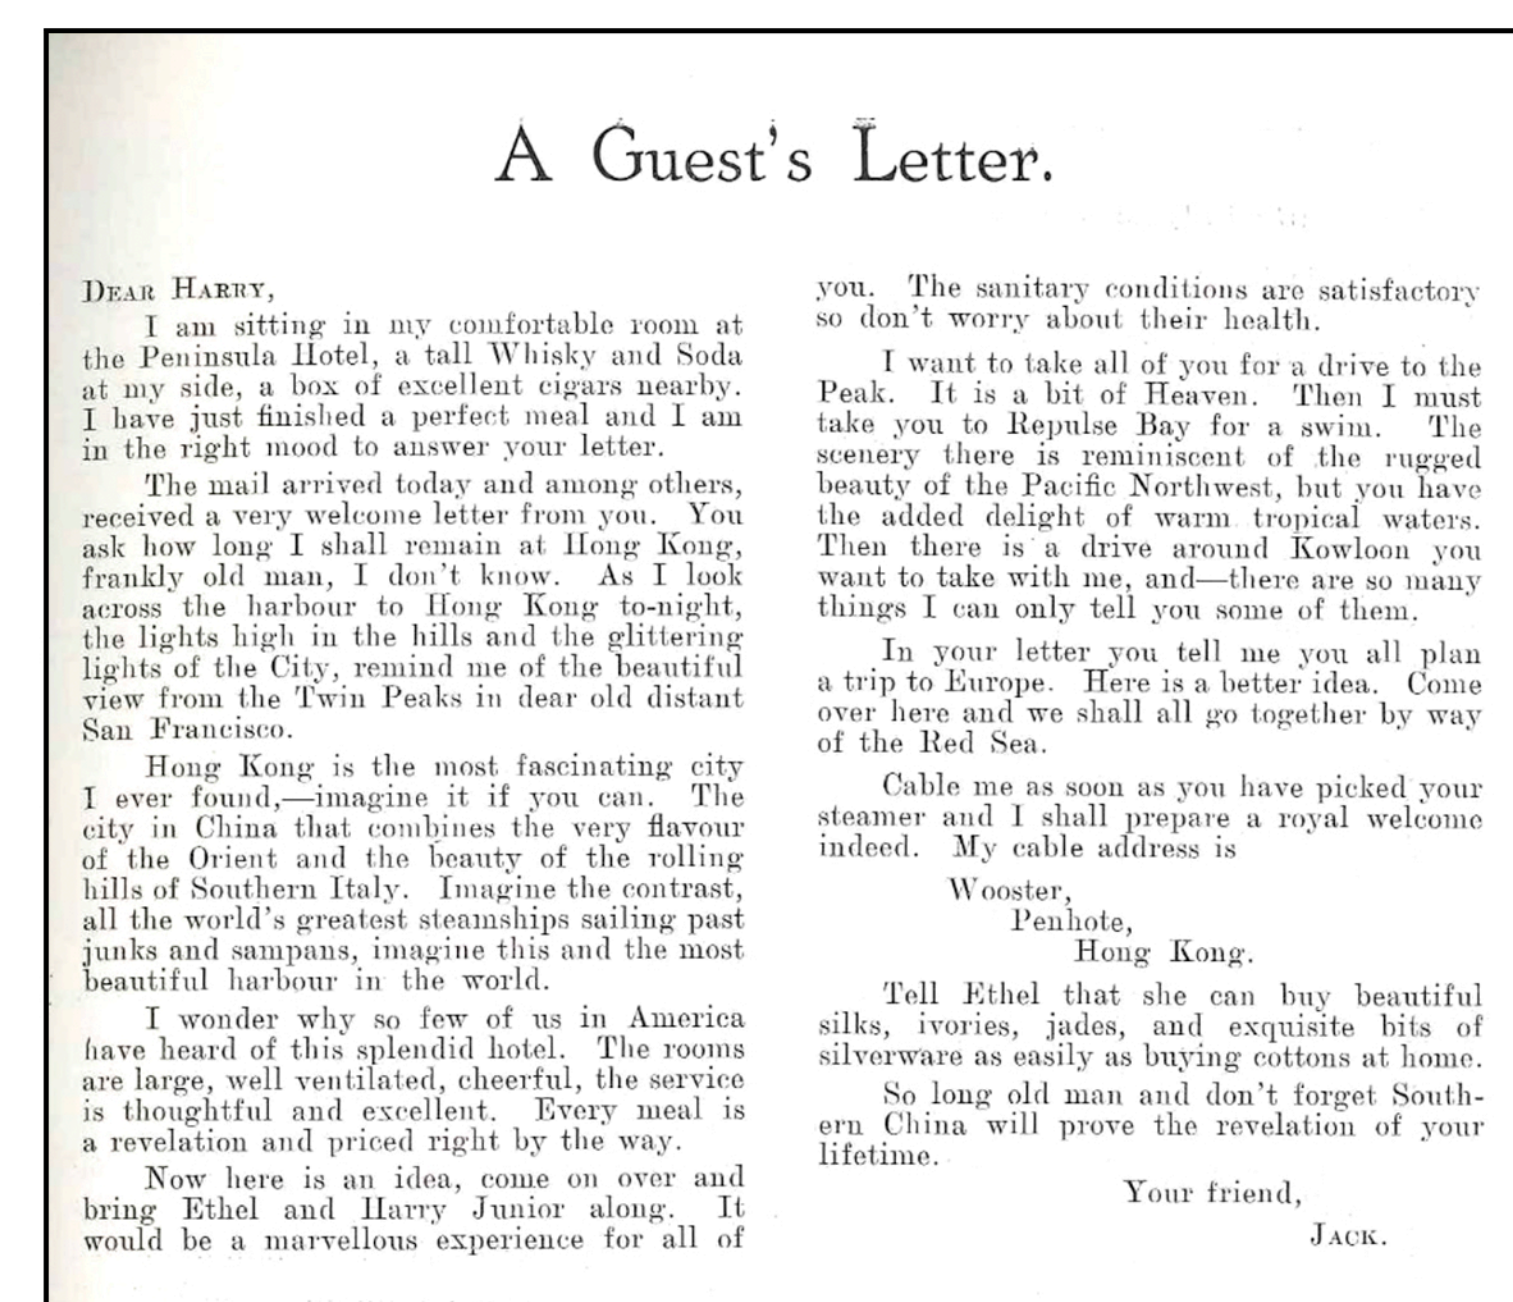 A Guest's Letter.
DEAR HARRY,
I am sitting in my comfortable room at
the Peninsula Hotel, a tall Whisky and Soda
at my side, a box of excellent cigars nearby.
I have just finished a perfect meal and I am
in the right mood to answer your letter.
The mail arrived today and among others,
received a very welcome letter from you. You
ask how long I shall remain at Hong Kong,
frankly old man, I don't know. As I look
across the harbour to Hong Kong to-night,
the lights high in the hills and the glittering
lights of the City, remind me of the beautiful
view from the Twin Peaks in dear old distant
San Francisco.
Hong Kong is the most fascinating city
I ever found,—imagine it if you can. The
city in China that combines the very flavour
of the Orient and the beauty of the rolling
hills of Southern Italy. Imagine the contrast,
all the world's greatest steamships sailing past
junks and sampans, imagine this and the most
beautiful harbour in the world.
I wonder why so few of us in America
have heard of this splendid hotel. The rooms
are large, well ventilated, cheerful, the service
is thoughtful and excellent. Every meal is
a revelation and priced right by the way.
Now here is an idea, come on over and
bring Ethel and Harry Junior along. It
would be a marvellous experience for all of
you. The sanitary conditions are satisfactory
so don't worry about their health.
I want to take all of you for a drive to the
Peak. It is a bit of Heaven. Then I must
take you to Repulse Bay for a swim. The
scenery there is reminiscent of the rugged
beauty of the Pacific Northwest, but you have
the added delight of warm tropical waters.
Then there is a drive around Kowloon you
want to take with me, and—there are so many
things I can only tell you some of them.
In your letter you tell me you all plan
a trip to Europe. Here is a better idea. Come
over here and we shall all go together by way
of the Red Sea.
Cable me as soon as you have picked your
steamer and I shall prepare a royal welcome
indeed. My cable address is
Wooster,
Penhote,
Hong Kong.
Tell Ethel that she can buy beautiful
silks, ivories, jades, and exquisite bits of
silverware as easily as buying cottons at home.
So long old man and don't forget South-
ern China will prove the revelation of your
lifetime.
Your friend,
JACK.